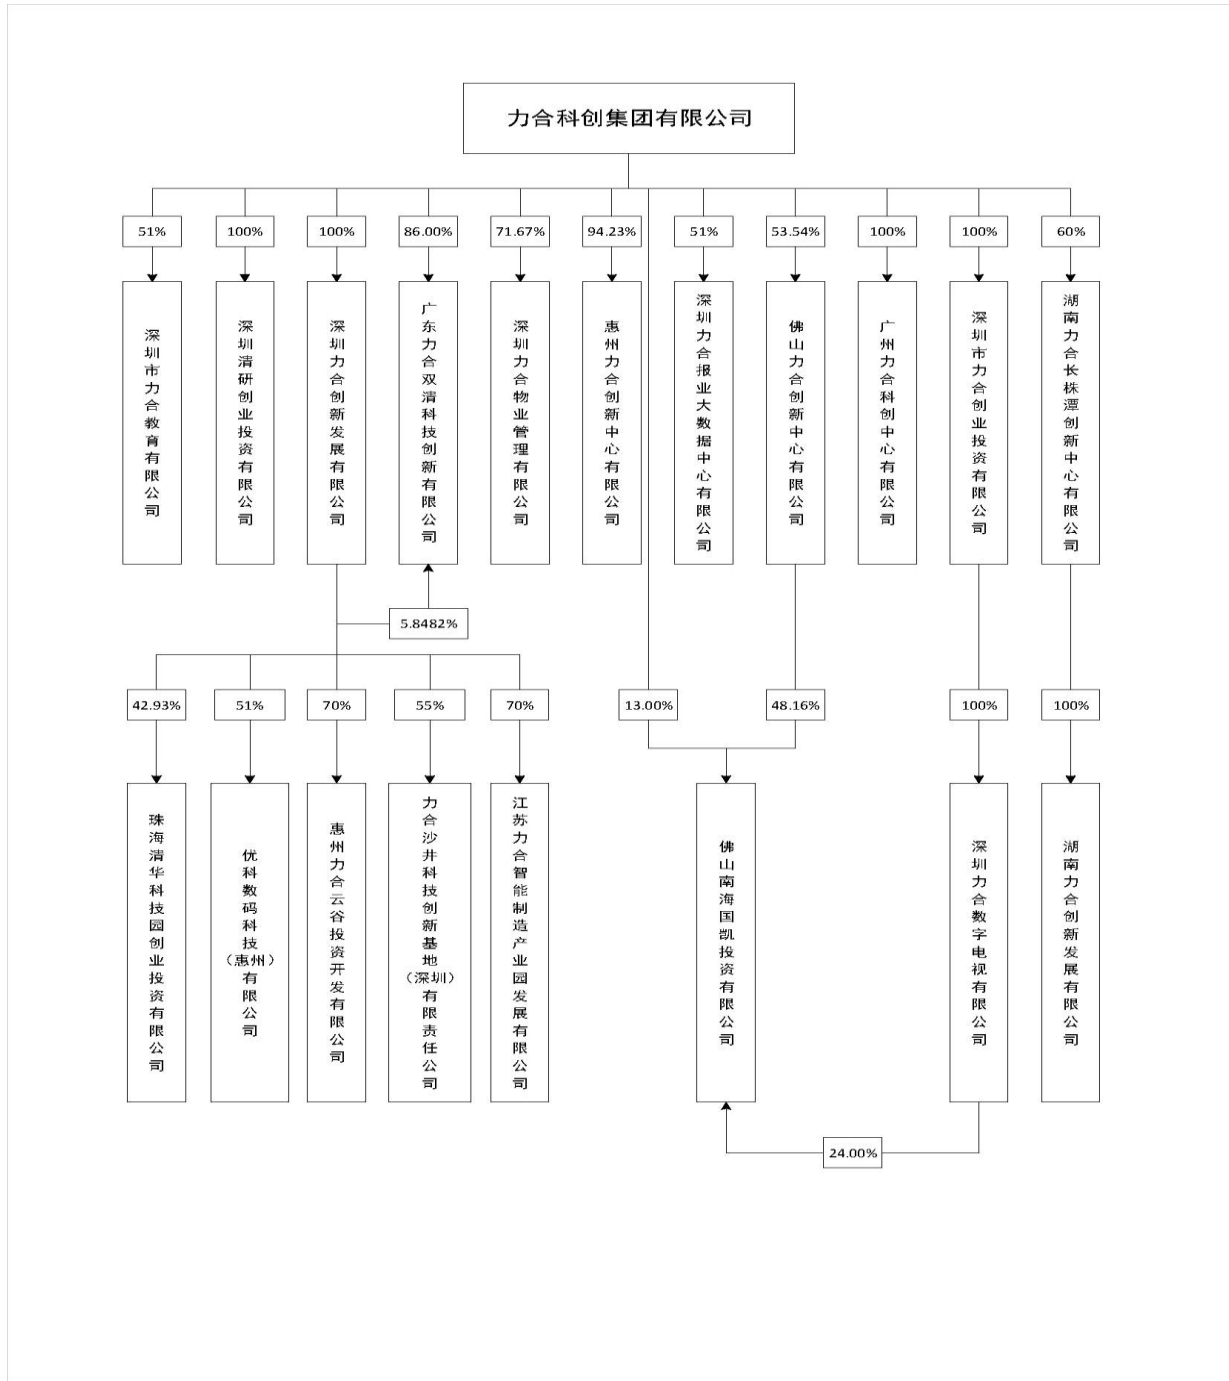 力合科创集团有限公司
51%
100%
100%
86.00%
71.67%
94.23%
51%
53.54%
100%
100%
60%
深圳市力合教育有限公司
深圳清研创业投资有限公司
深圳力合创新发展有限公司
广东力合双清科技创新有限公司
深圳力合物业管理有限公司
惠州力合创新中心有限公司
深圳力合报业大数据中心有限公司
佛山力合创新中心有限公司
广州力合科创中心有限公司
深圳市力合创业投资有限公司
湖南力合长株潭创新中心有限公司
5.8482%
42.93%
51%
70%
55%
70%
13.00%
48.16%
100%
100%
珠海清华科技园创业投资有限公司
优科数码科技（惠州）有限公司
惠州力合云谷投资开发有限公司
力合沙井科技创新基地（深圳）有限责任公司
江苏力合智能制造产业园发展有限公司
佛山南海国凯投资有限公司
深圳力合数字电视有限公司
湖南力合创新发展有限公司
24.00%